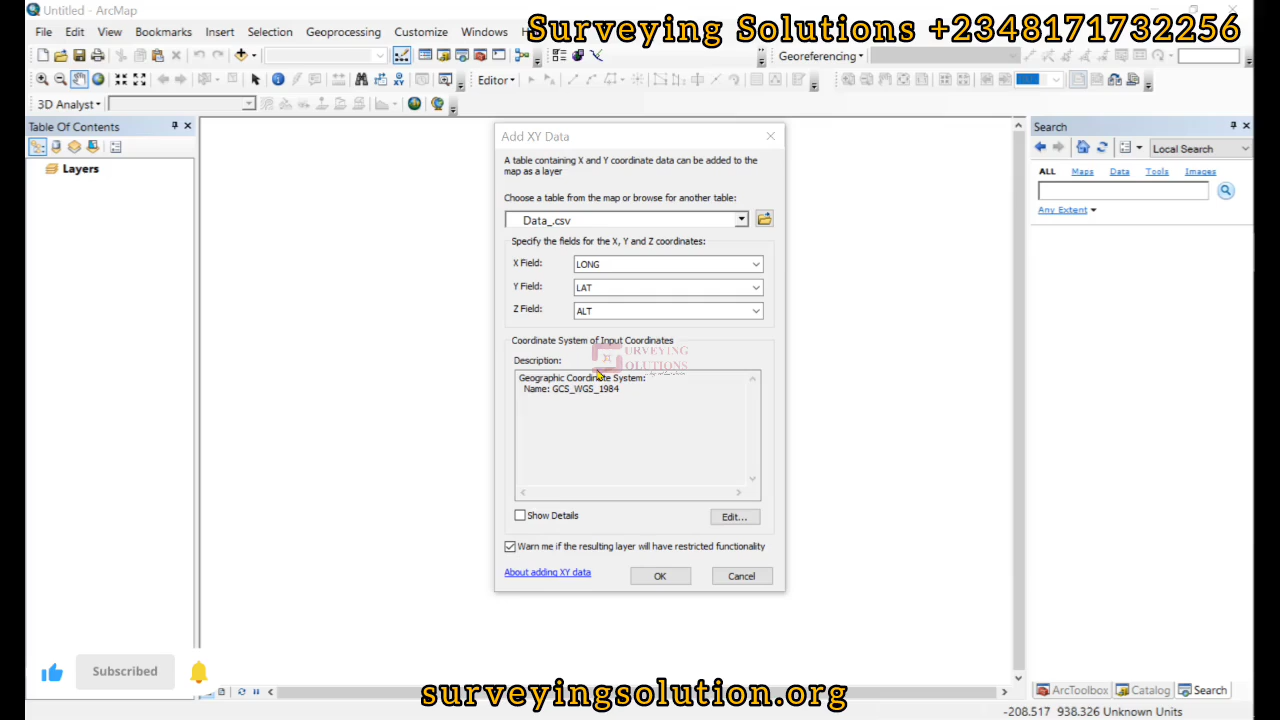 Untitled - ArcMap
Surveying Solutions +2348171732256
File Edit View Bookmarks Insert Selection Geoprocessing Customize Windows
Georeferencing
Editor
3D Analyst
Table Of Contents
Layers
Add XY Data
A table containing X and Y coordinate data can be added to the
map as a layer
Choose a table from the map or browse for another table:
Data_.csv
Specify the fields for the X, Y and Z coordinates:
X Field: LONG
Y Field: LAT
Z Field: ALT
Coordinate System of Input Coordinates
URVEYING
SOLUTIONS
Description:
Geographic Coordinate System:
Name: GCS_WGS_1984
Show Details
Edit...
Warn me if the resulting layer will have restricted functionality
About adding XY data
OK
Cancel
Search
Local Search
ALL Maps Data Tools Images
Any Extent
Subscribed
surveyingsolution.org
ArcToolbox Catalog Search
-208.517 938.326 Unknown Units